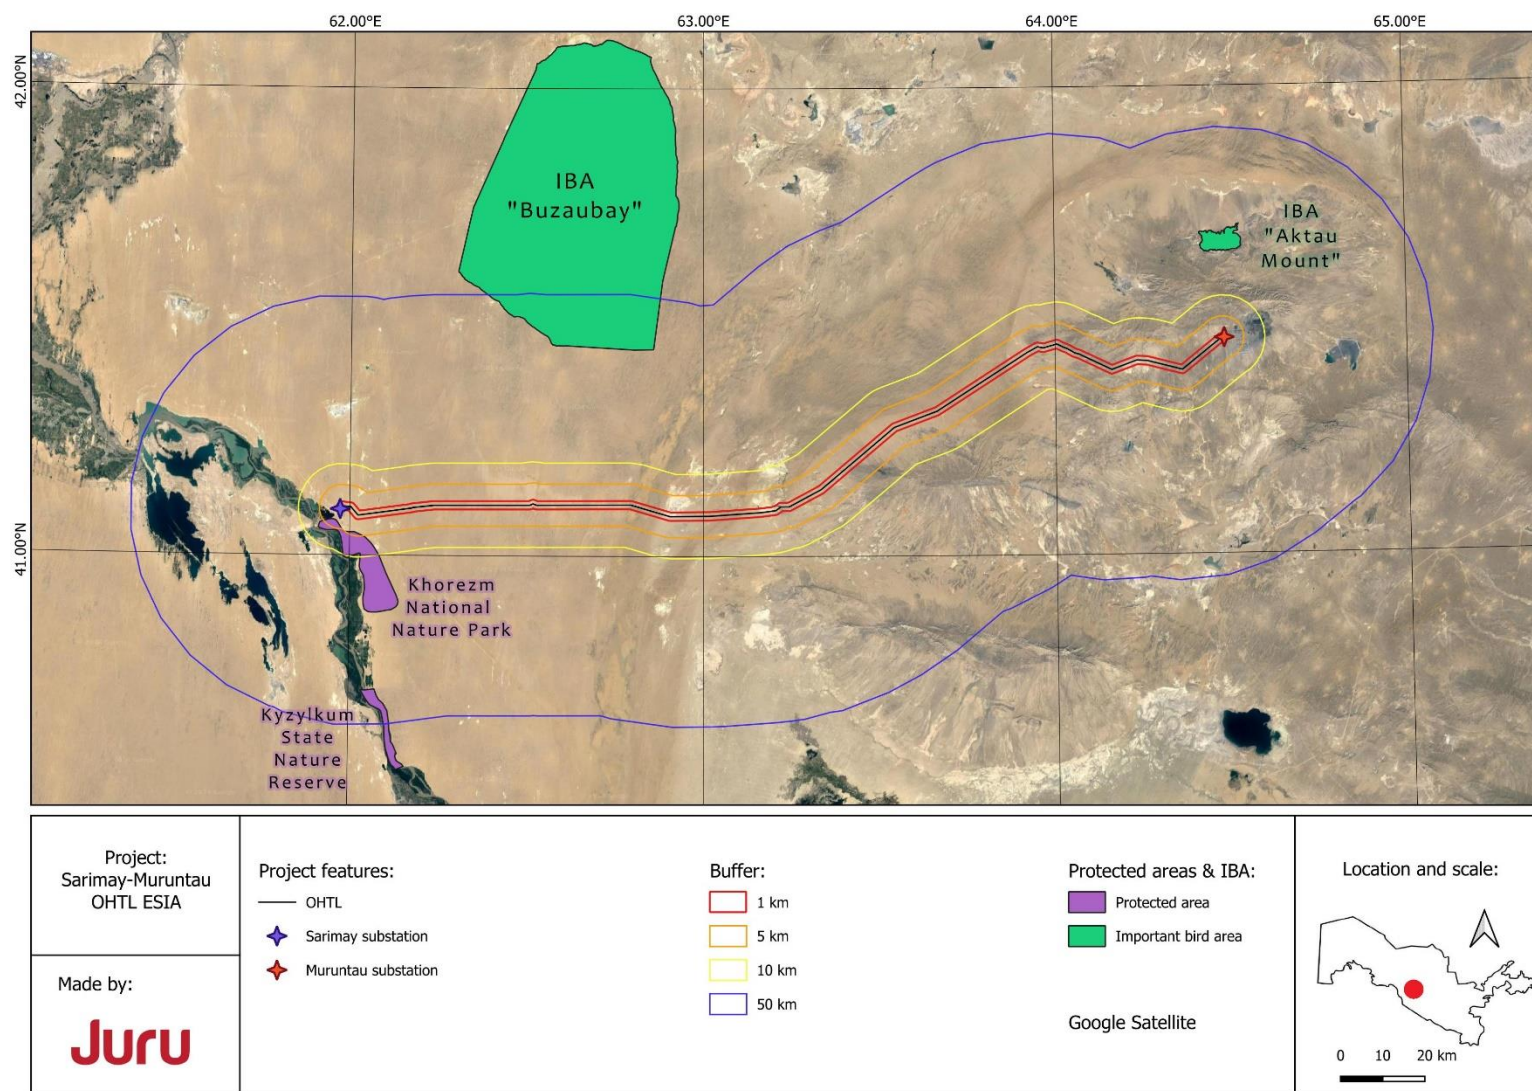 62.00°E
63.00°E
64.00°E
65.00°E
42.00°N
41.00°N
IBA
"Buzaubay"
IBA
"Aktau
Mount"
Khorezm
National
Nature Park
Kyzylkum
State
Nature
Reserve
Project:
Sarimay-Muruntau
OHTL ESIA
Made by:
Juru
Project features:
OHTL
Sarimay substation
Muruntau substation
Buffer:
1 km
5 km
10 km
50 km
Protected areas & IBA:
Protected area
Important bird area
Google Satellite
Location and scale:
0 10 20 km